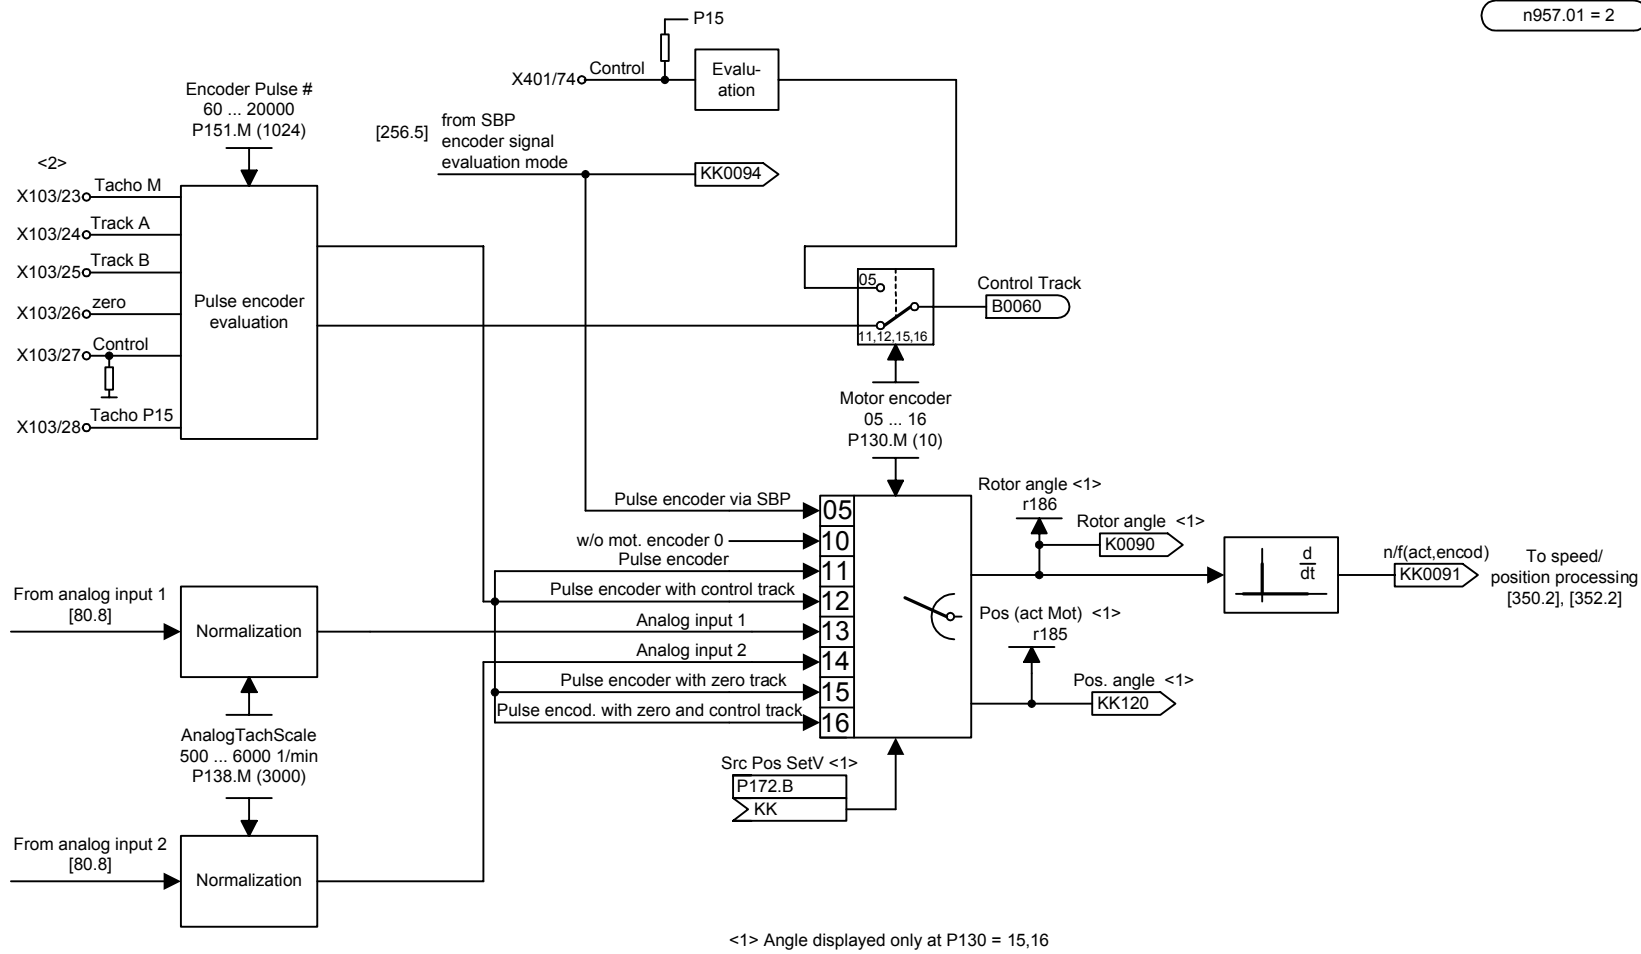 n957.01 = 2
P15
X401/74
Control
Evalu-
ation
Encoder Pulse #
60 ... 20000
P151.M (1024)
[256.5]
from SBP
encoder signal
evaluation mode
KK0094
<2>
X103/23
Tacho M
X103/24
Track A
X103/25
Track B
X103/26
zero
X103/27
Control
X103/28
Tacho P15
Pulse encoder
evaluation
05
11,12,15,16
Control Track
B0060
Motor encoder
05 ... 16
P130.M (10)
Pulse encoder via SBP
05
w/o mot. encoder 0
10
Pulse encoder
11
Pulse encoder with control track
12
Analog input 1
13
Analog input 2
14
Pulse encoder with zero track
15
Pulse encod. with zero and control track
16
Rotor angle <1>
r186
Rotor angle <1>
K0090
d
dt
n/f(act,encod)
KK0091
To speed/
position processing
[350.2], [352.2]
Pos (act Mot) <1>
r185
Pos. angle <1>
KK120
From analog input 1
[80.8]
Normalization
AnalogTachScale
500 ... 6000 1/min
P138.M (3000)
From analog input 2
[80.8]
Normalization
Src Pos SetV <1>
P172.B
KK
<1> Angle displayed only at P130 = 15,16